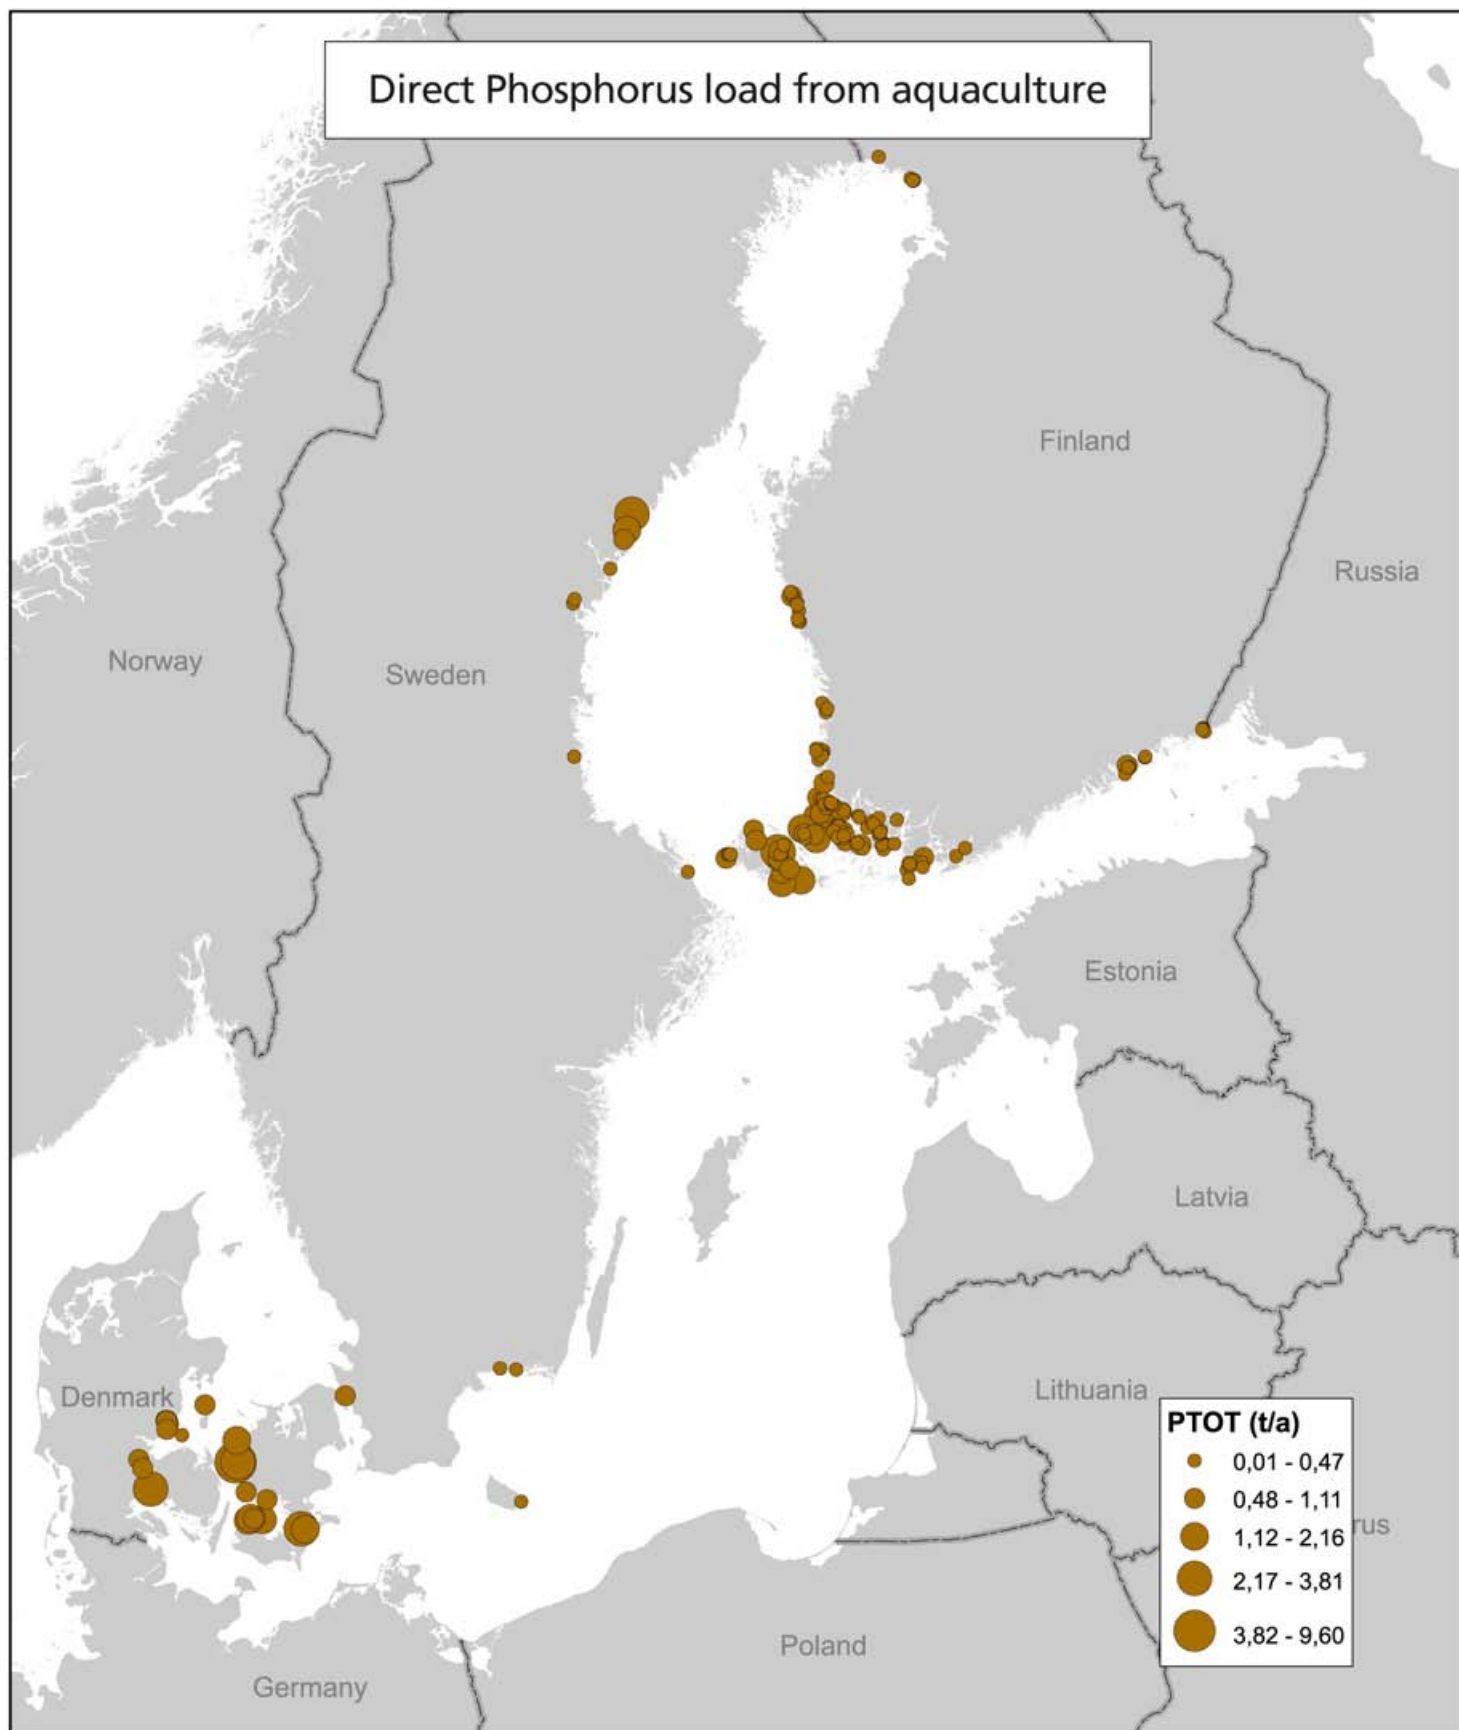 Direct Phosphorus load from aquaculture
Finland
Russia
Norway
Sweden
Estonia
Latvia
Denmark
Lithuania
PTOT (t/a)
0,01 - 0,47
0,48 - 1,11
1,12 - 2,16
2,17 - 3,81
3,82 - 9,60
rus
Poland
Germany